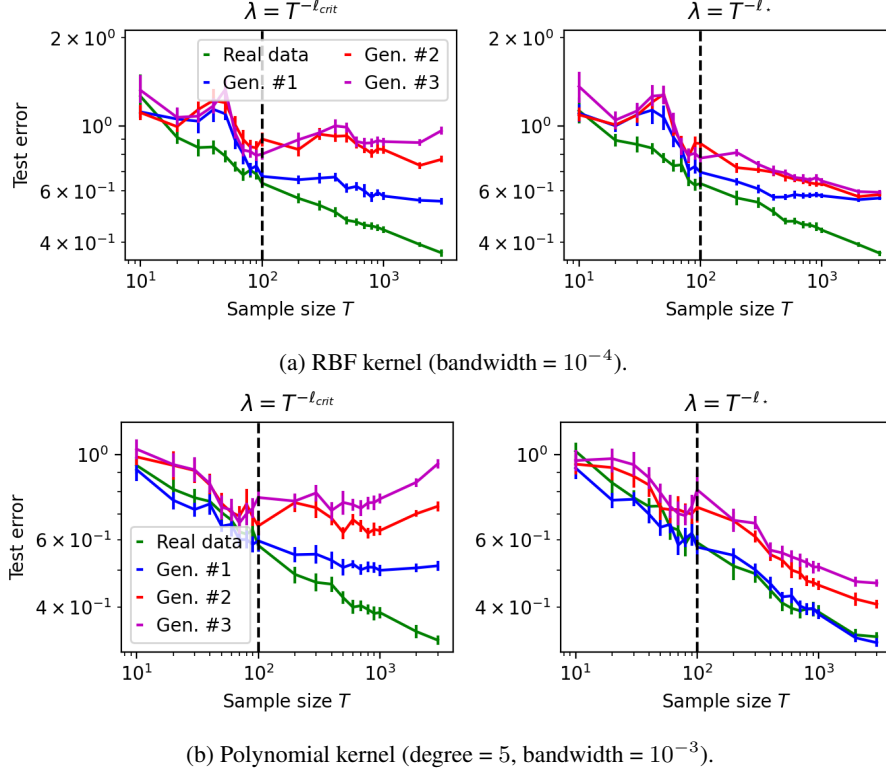 λ = T^{-ℓ_{crit}}
λ = T^{-ℓ⋆}
Test error
2 × 10^0
10^0
6 × 10^{-1}
4 × 10^{-1}
Real data
Gen. #1
Gen. #2
Gen. #3
10^0
6 × 10^{-1}
4 × 10^{-1}
2 × 10^0
10^1
10^2
10^3
10^1
10^2
10^3
Sample size T
Sample size T
(a) RBF kernel (bandwidth = 10^{-4}).
λ = T^{-ℓ_{crit}}
λ = T^{-ℓ⋆}
Test error
10^0
6 × 10^{-1}
4 × 10^{-1}
Real data
Gen. #1
Gen. #2
Gen. #3
10^0
6 × 10^{-1}
4 × 10^{-1}
10^1
10^2
10^3
10^1
10^2
10^3
Sample size T
Sample size T
(b) Polynomial kernel (degree = 5, bandwidth = 10^{-3}).